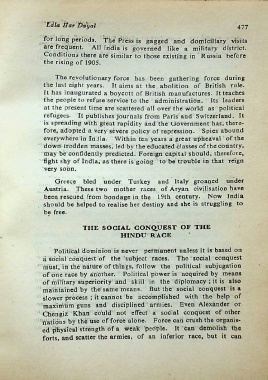 Lala Har Dayal 477
for long periods. The Press is gagged and domiciliary visits
are frequent. All India is governed like a military district.
Conditions there are similar to those existing in Russia before
the rising of 1905.
The revolutionary force has been gathering force during
the last eight years. It aims at the abolition of British rule.
It has inaugurated a boycott of British manufactures. It teaches
the people to refuse service to the administration. Its leaders
at the present time are scattered all over the world as political
refugees. It publishes journals from Paris and Switzerland. It
is spreading with great rapidity and the Government has, there-
fore, adopted a very severe policy of repression. Spies abound
everywhere in India. Within ten years a great upheaval of the
down trodden masses, led by the educated classes of the country,
may be confidently predicted. Foreign capital should, therefore,
fight shy of India, as there is going to be trouble in that reign
very soon.
Greece bled under Turkey and Italy groaned under
Austria. These two mother races of Aryan civilisation have
been rescued from bondage in the 19th century. Now India
should be helped to realise her destiny and she is struggling to
be free.
THE SOCIAL CONQUEST OF THE
HINDU RACE
Political dominion is never permanent unless it is based on
a social conquest of the subject races. The social conquest
must, in the nature of things, follow the political subjugation
of one race by another. Political power is acquired by means
of military superiority and skill in the diplomacy ; it is also
maintained by the same means. But the social conquest is a
slower process ; it cannot be accomplished with the help of
maximum guns and disciplined armies. Even Alexander or
Chengiz Khan could not effect a social conquest of other
nations by the use of force alone. Force can crush the organis-
ed physical strength of a weak people. It can demolish the
forts, and scatter the armies, of an inferior race, but it can